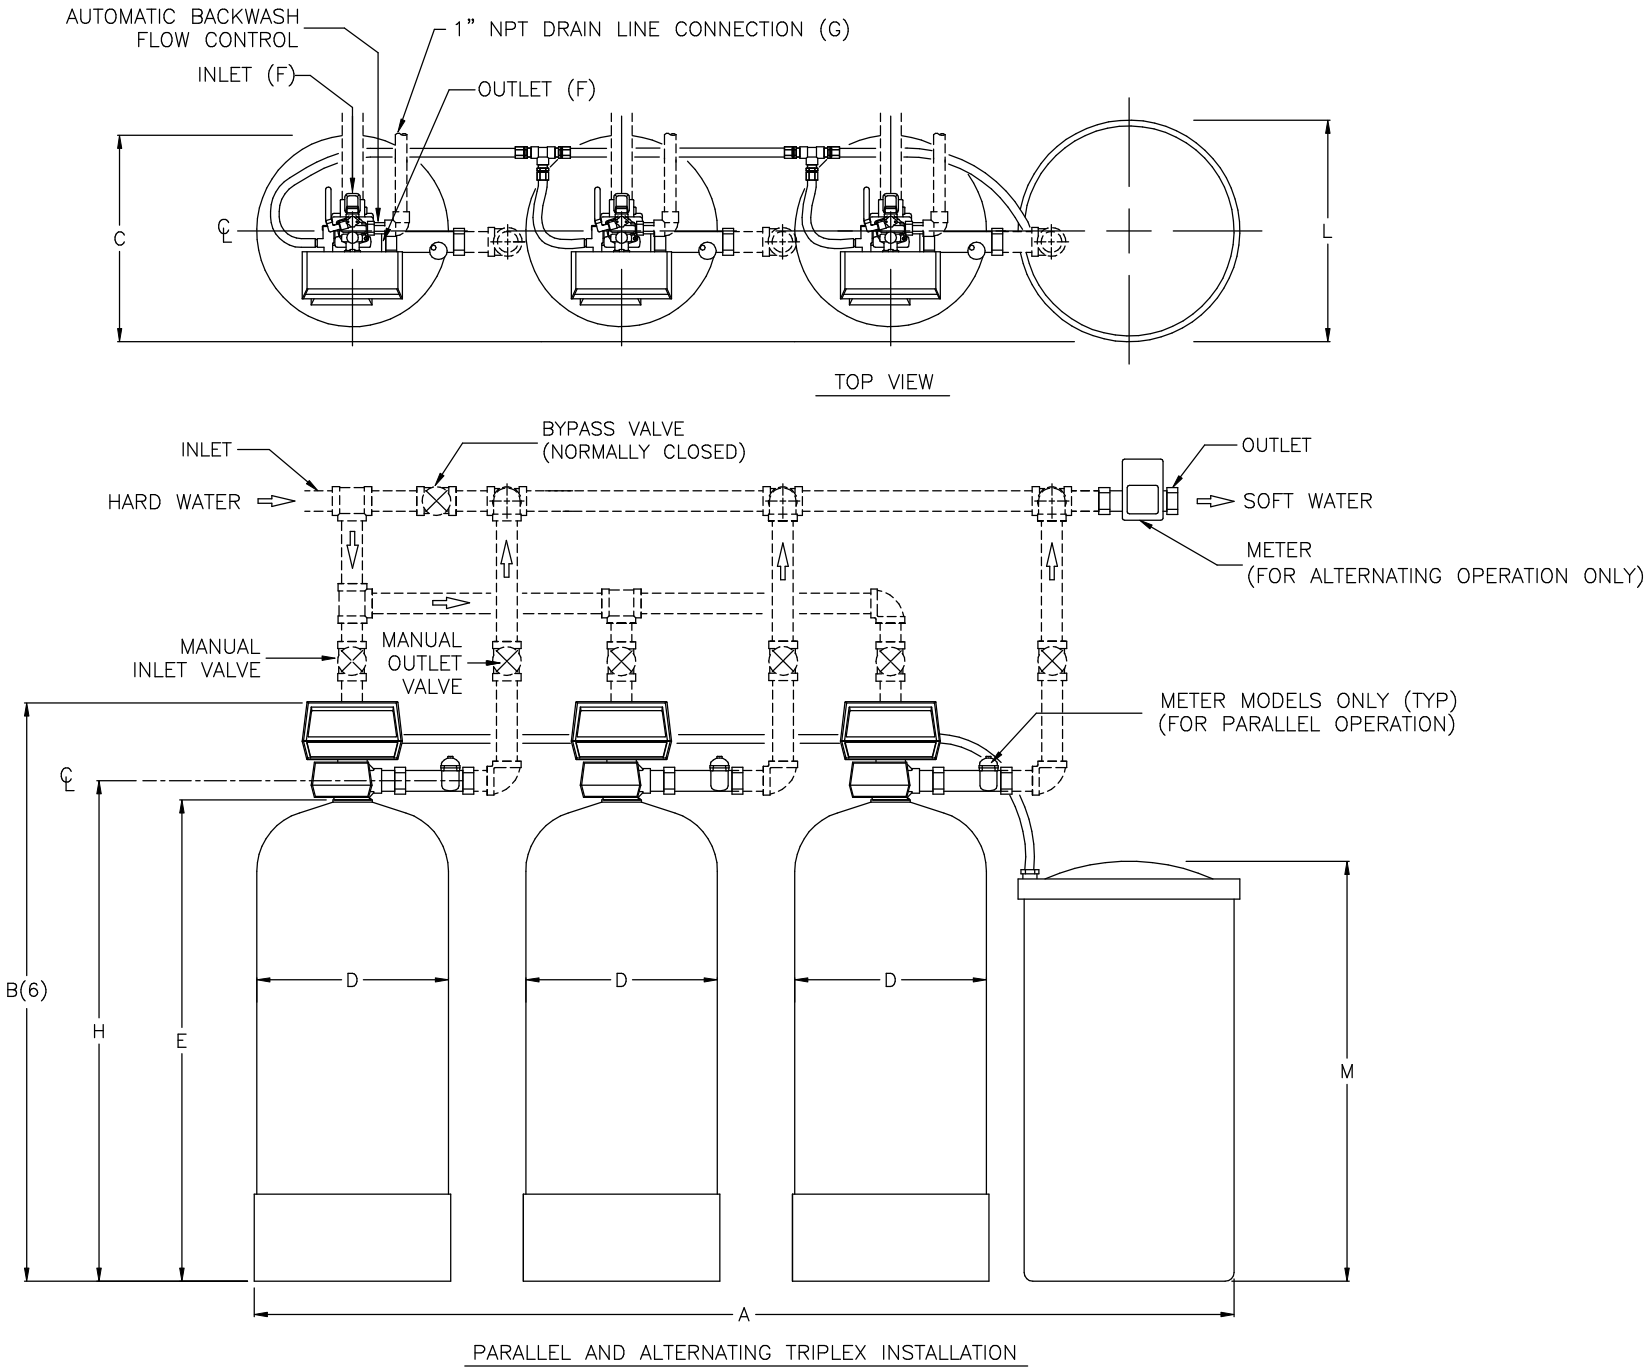 AUTOMATIC BACKWASH
FLOW CONTROL
1" NPT DRAIN LINE CONNECTION (G)
INLET (F)
OUTLET (F)
C
℄
L
TOP VIEW
BYPASS VALVE
(NORMALLY CLOSED)
INLET
OUTLET
HARD WATER
SOFT WATER
METER
(FOR ALTERNATING OPERATION ONLY)
MANUAL
INLET VALVE
MANUAL
OUTLET
VALVE
METER MODELS ONLY (TYP)
(FOR PARALLEL OPERATION)
℄
D
D
D
B(6)
H
E
M
A
PARALLEL AND ALTERNATING TRIPLEX INSTALLATION